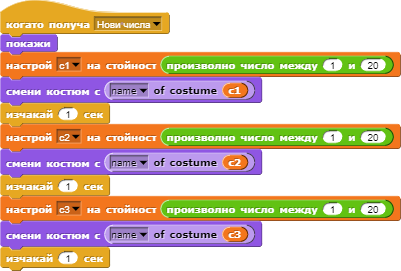 когато получа Нови числа
покажи
настрой c1 на стойност произволно число между 1 и 20
смени костюм с name of costume c1
изчакай 1 сек
настрой c2 на стойност произволно число между 1 и 20
смени костюм с name of costume c2
изчакай 1 сек
настрой c3 на стойност произволно число между 1 и 20
смени костюм с name of costume c3
изчакай 1 сек